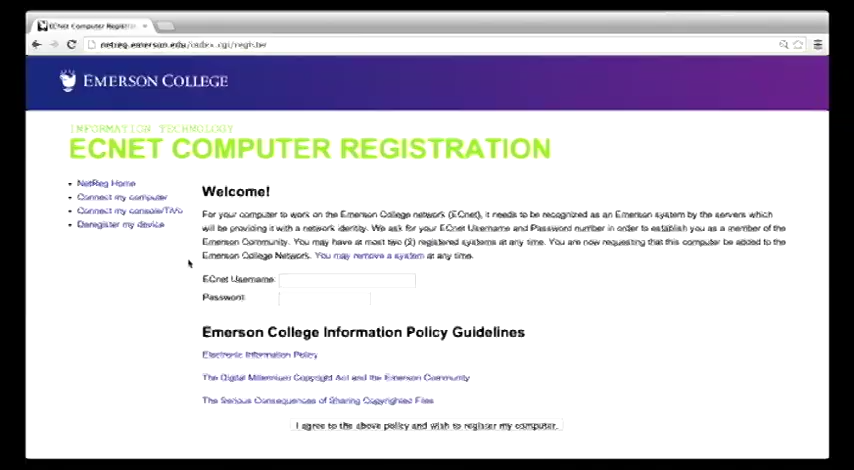 ECNet Computer Registr
netreg.emerson.edu/index.cgi/register
EMERSON COLLEGE
INFORMATION TECHNOLOGY
ECNET COMPUTER REGISTRATION
NetReg Home
Connect my computer
Connect my console/TiVo
Deregister my device
Welcome!
For your computer to work on the Emerson College network (ECnet), it needs to be recognized as an Emerson system by the servers which
will be providing it with a network identity. We ask for your ECnet Username and Password number in order to establish you as a member of the
Emerson Community. You may have at most two (2) registered systems at any time. You are now requesting that this computer be added to the
Emerson College Network. You may remove a system at any time.
ECnet Username:
Password:
Emerson College Information Policy Guidelines
Electronic Information Policy
The Digital Millennium Copyright Act and the Emerson Community
The Serious Consequences of Sharing Copyrighted Files
I agree to the above policy and wish to register my computer.